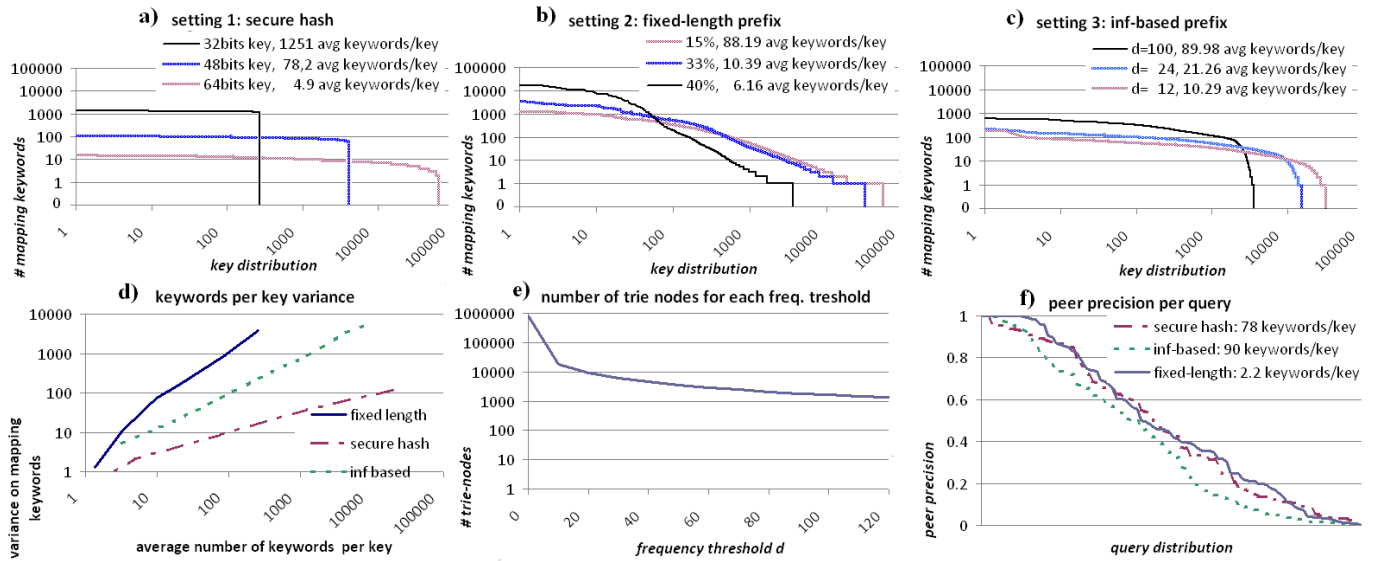 a) setting 1: secure hash
32bits key, 1251 avg keywords/key
48bits key, 78,2 avg keywords/key
64bits key, 4.9 avg keywords/key
100000
10000
1000
100
10
1
0
# mapping keywords
1
10
100
1000
10000
100000
key distribution
b) setting 2: fixed-length prefix
15%, 88.19 avg keywords/key
33%, 10.39 avg keywords/key
40%, 6.16 avg keywords/key
100000
10000
1000
100
10
1
0
# mapping keywords
1
10
100
1000
10000
100000
key distribution
c) setting 3: inf-based prefix
d=100, 89.98 avg keywords/key
d= 24, 21.26 avg keywords/key
d= 12, 10.29 avg keywords/key
100000
10000
1000
100
10
1
0
# mapping keywords
1
10
100
1000
10000
100000
key distribution
d) keywords per key variance
10000
1000
100
10
1
variance on mapping
keywords
fixed length
secure hash
inf based
1
10
100
1000
10000
100000
average number of keywords per key
e) number of trie nodes for each freq. treshold
1000000
100000
10000
1000
100
10
1
# trie-nodes
0
20
40
60
80
100
120
frequency threshold d
f) peer precision per query
secure hash: 78 keywords/key
inf-based: 90 keywords/key
fixed-length: 2.2 keywords/key
1
0.8
0.6
0.4
0.2
0
peer precision
query distribution